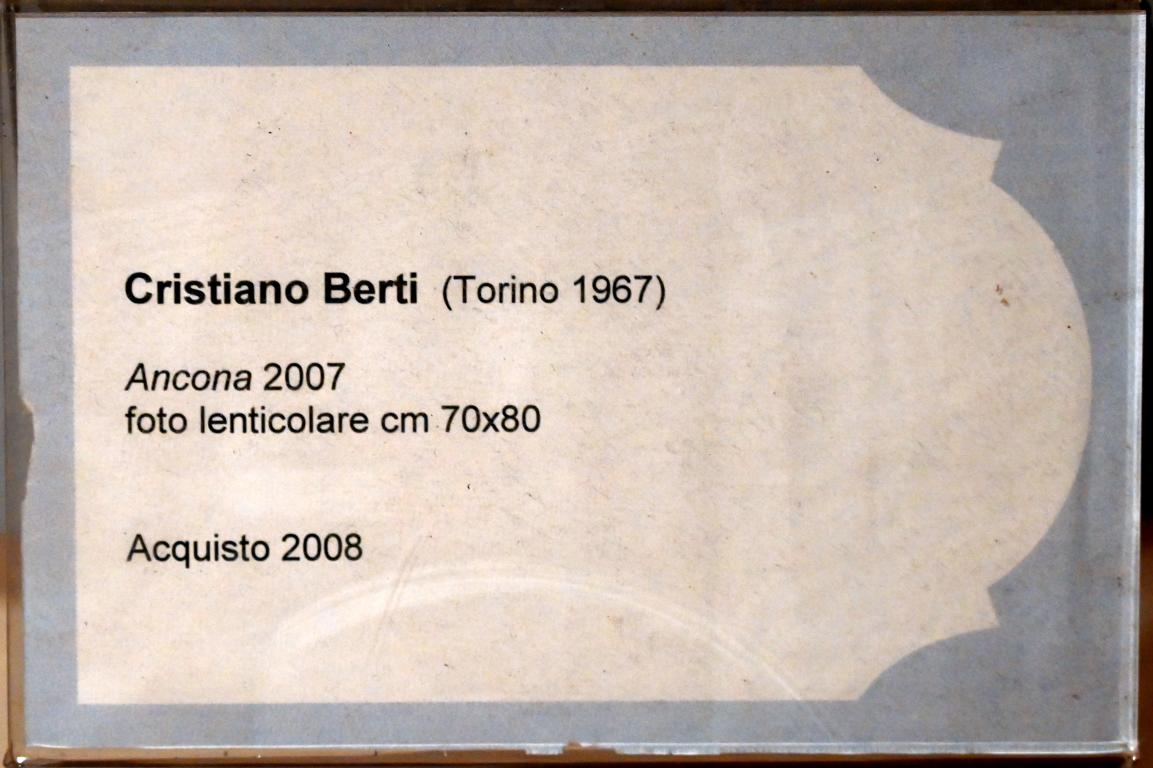 Cristiano Berti (Torino 1967)
Ancona 2007
foto lenticolare cm 70x80
Acquisto 2008